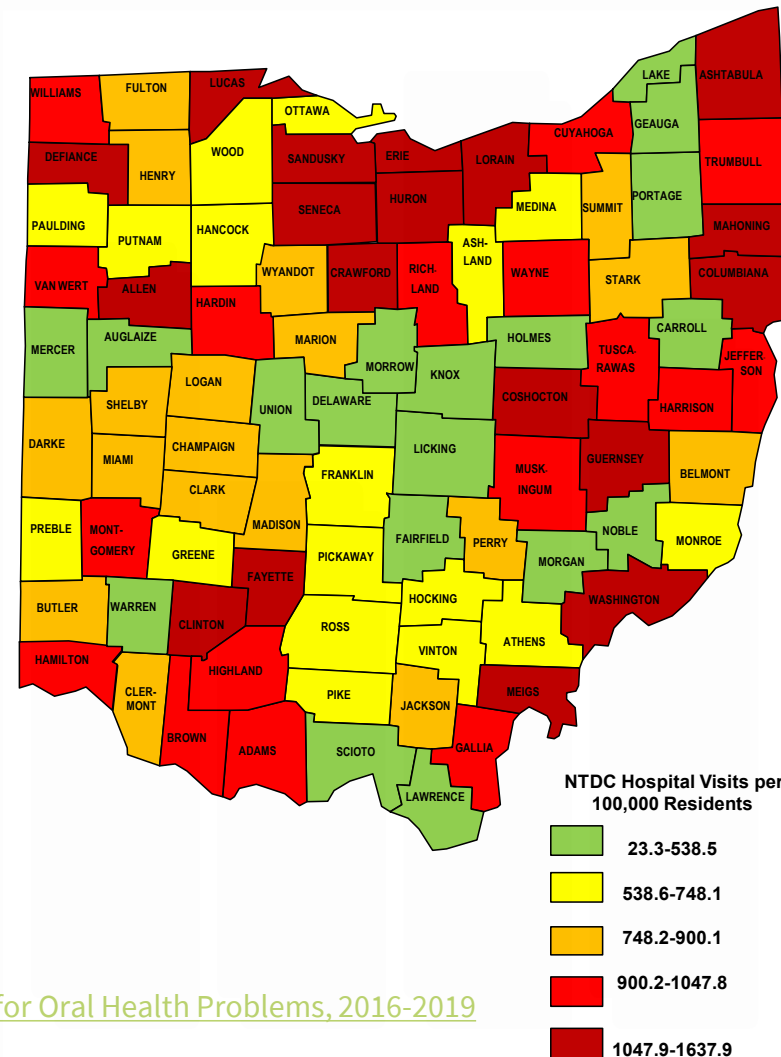 LAKE
ASHTABULA
WILLIAMS
FULTON
LUCAS
OTTAWA
GEAUGA
CUYAHOGA
DEFIANCE
HENRY
WOOD
SANDUSKY
ERIE
LORAIN
TRUMBULL
PAULDING
PUTNAM
HANCOCK
SENECA
HURON
MEDINA
SUMMIT
PORTAGE
MAHONING
VAN WERT
ALLEN
HARDIN
WYANDOT
CRAWFORD
RICH-
LAND
ASH-
LAND
WAYNE
STARK
COLUMBIANA
MERCER
AUGLAIZE
MARION
MORROW
KNOX
HOLMES
TUSCA-
RAWAS
CARROLL
JEFFER-
SON
SHELBY
LOGAN
UNION
DELAWARE
COSHOCTON
HARRISON
DARKE
MIAMI
CHAMPAIGN
CLARK
FRANKLIN
LICKING
MUSK-
INGUM
GUERNSEY
BELMONT
PREBLE
MONT-
GOMERY
GREENE
MADISON
PICKAWAY
FAIRFIELD
PERRY
MORGAN
NOBLE
MONROE
BUTLER
WARREN
CLINTON
FAYETTE
ROSS
HOCKING
VINTON
ATHENS
WASHINGTON
HAMILTON
CLER-
MONT
HIGHLAND
PIKE
JACKSON
MEIGS
BROWN
ADAMS
SCIOTO
LAWRENCE
GALLIA
NTDC Hospital Visits per
100,000 Residents
23.3-538.5
538.6-748.1
748.2-900.1
900.2-1047.8
1047.9-1637.9
for Oral Health Problems, 2016-2019